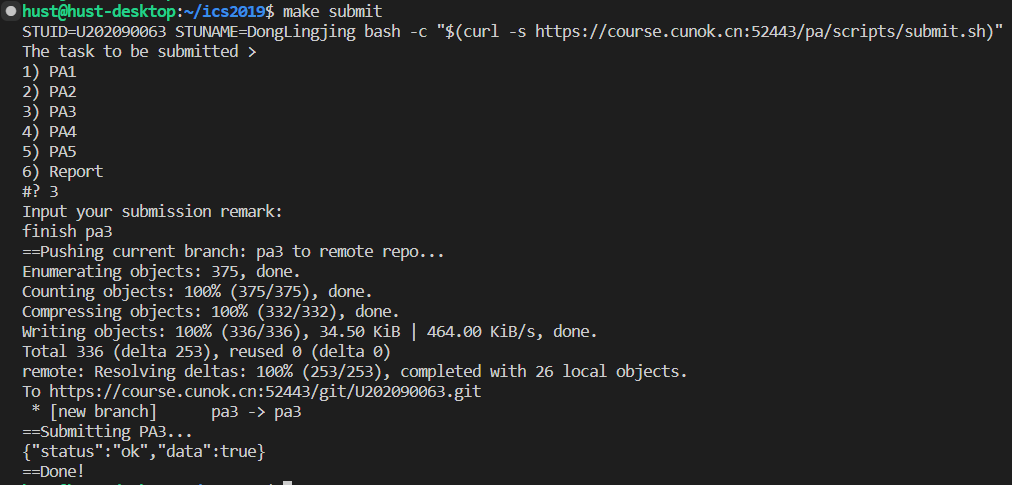 hust@hust-desktop:~/ics2019$ make submit
STUID=U202090063 STUNAME=DongLingjing bash -c "$(curl -s https://course.cunok.cn:52443/pa/scripts/submit.sh)"
The task to be submitted >
1) PA1
2) PA2
3) PA3
4) PA4
5) PA5
6) Report
#? 3
Input your submission remark:
finish pa3
==Pushing current branch: pa3 to remote repo...
Enumerating objects: 375, done.
Counting objects: 100% (375/375), done.
Compressing objects: 100% (332/332), done.
Writing objects: 100% (336/336), 34.50 KiB | 464.00 KiB/s, done.
Total 336 (delta 253), reused 0 (delta 0)
remote: Resolving deltas: 100% (253/253), completed with 26 local objects.
To https://course.cunok.cn:52443/git/U202090063.git
 * [new branch]      pa3 -> pa3
==Submitting PA3...
{"status":"ok","data":true}
==Done!